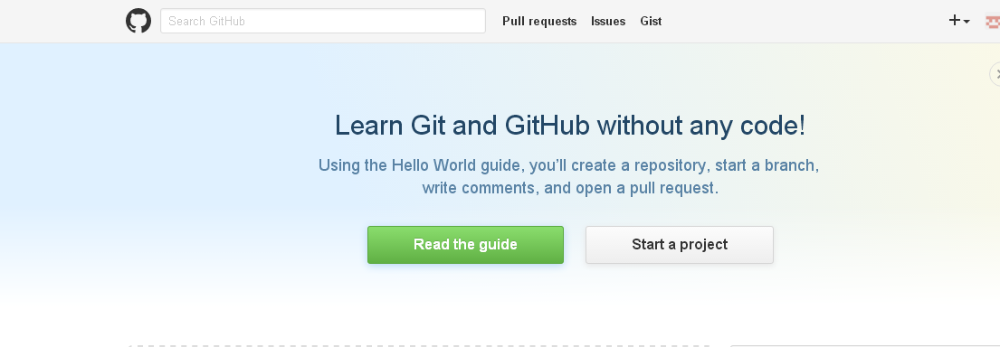 Search GitHub Pull requests Issues Gist
Learn Git and GitHub without any code!
Using the Hello World guide, you'll create a repository, start a branch,
write comments, and open a pull request.
Read the guide Start a project